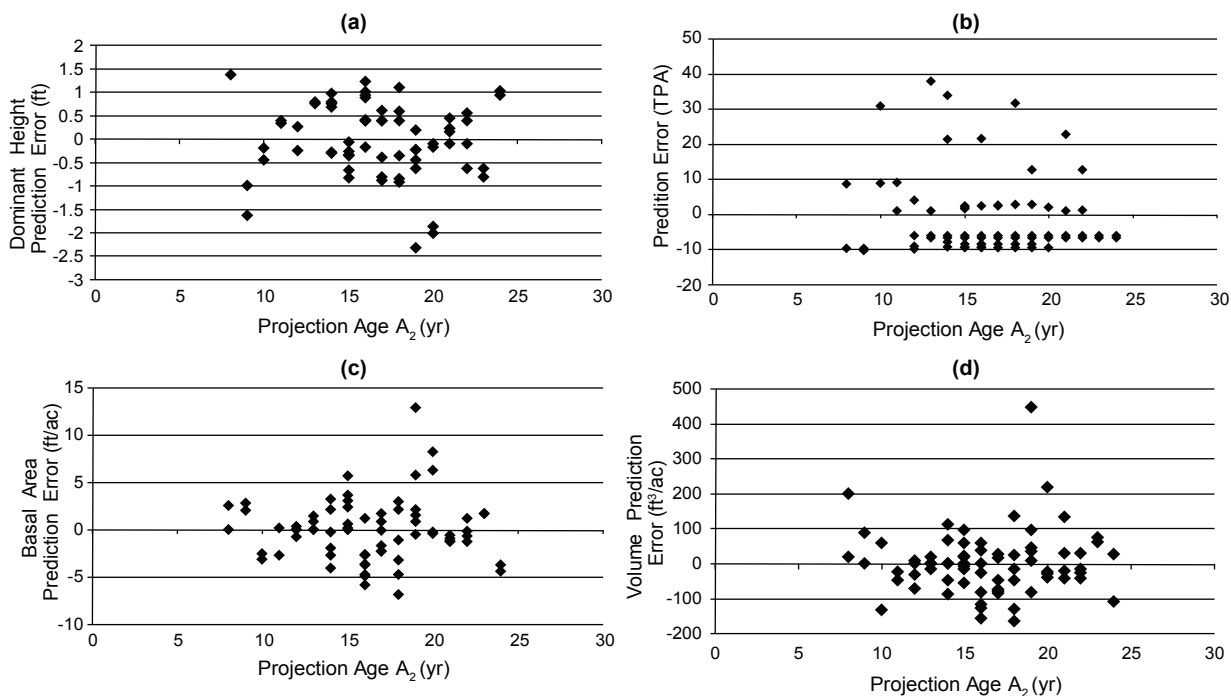 (a)
Dominant Height
Prediction Error (ft)
2
1.5
1
0.5
0
-0.5
-1
-1.5
-2
-2.5
-3
0 5 10 15 20 25 30
Projection Age A2 (yr)
(b)
Predition Error (TPA)
50
40
30
20
10
0
-10
-20
0 5 10 15 20 25 30
Projection Age A2 (yr)
(c)
Basal Area
Prediction Error (ft/ac)
15
10
5
0
-5
-10
0 5 10 15 20 25 30
Projection Age A2 (yr)
(d)
Volume Prediction
Error (ft³/ac)
500
400
300
200
100
0
-100
-200
0 5 10 15 20 25 30
Projection Age A2 (yr)